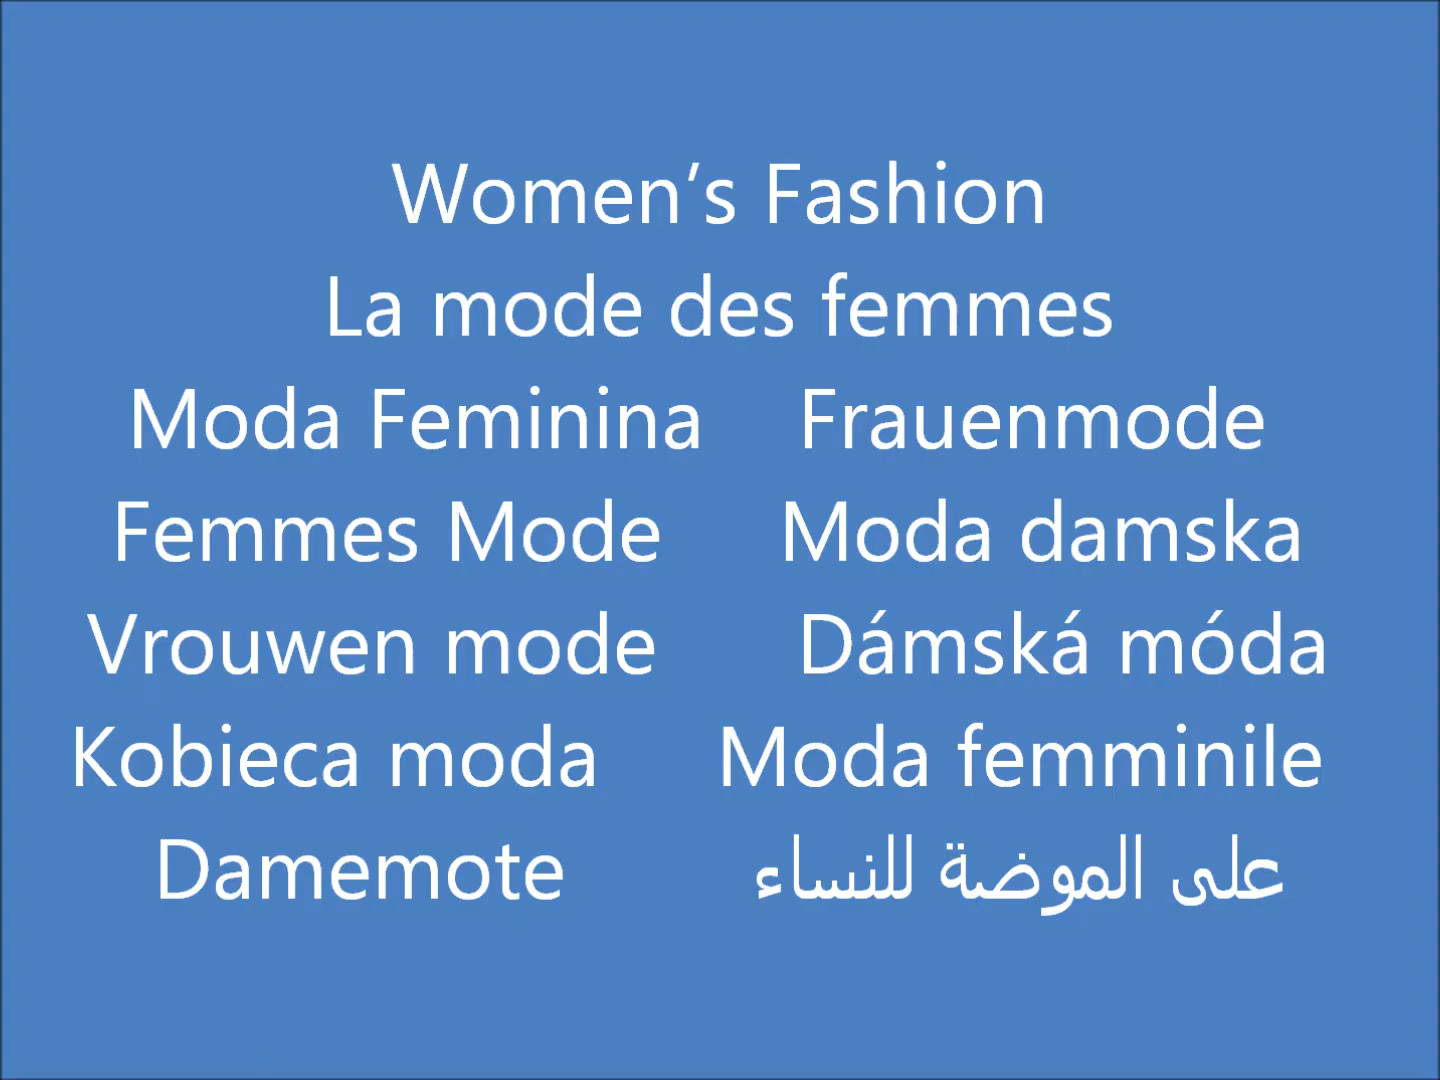 Women’s Fashion
La mode des femmes
Moda Feminina Frauenmode
Femmes Mode Moda damska
Vrouwen mode Dámská móda
Kobieca moda Moda femminile
Damemote على الموضة للنساء